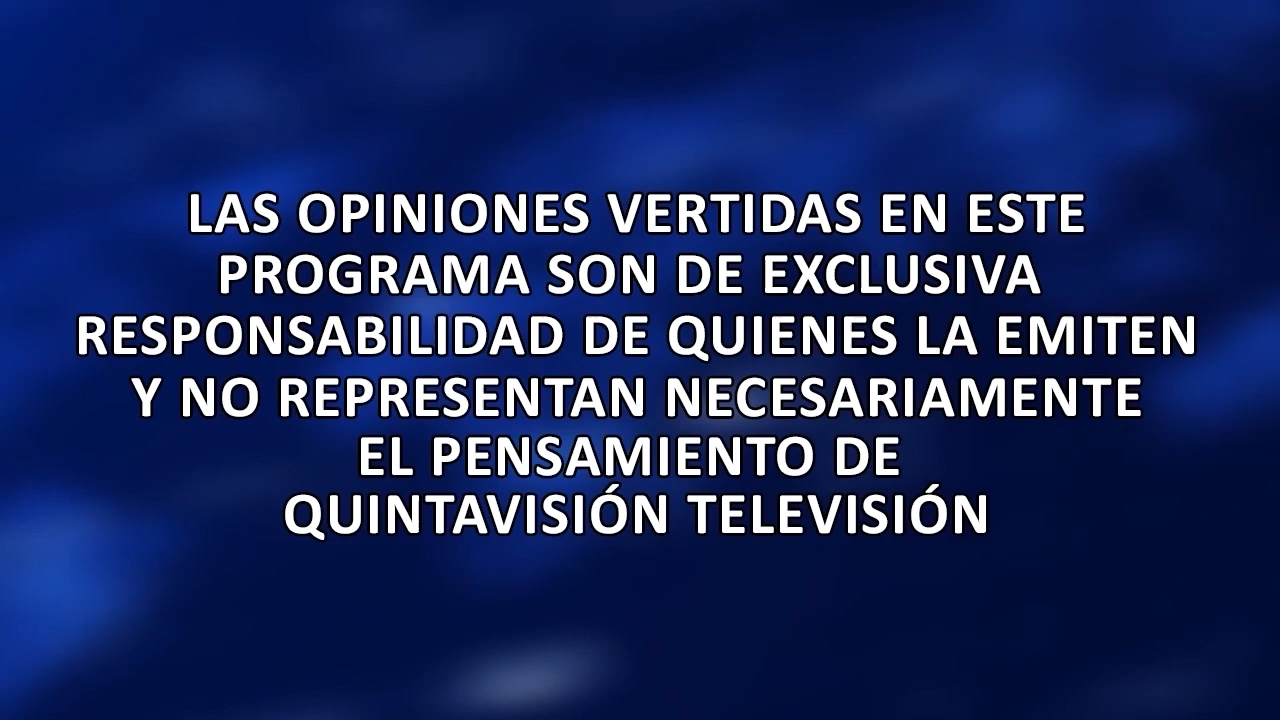 LAS OPINIONES VERTIDAS EN ESTE
PROGRAMA SON DE EXCLUSIVA
RESPONSABILIDAD DE QUIENES LA EMITEN
Y NO REPRESENTAN NECESARIAMENTE
EL PENSAMIENTO DE
QUINTAVISIÓN TELEVISIÓN